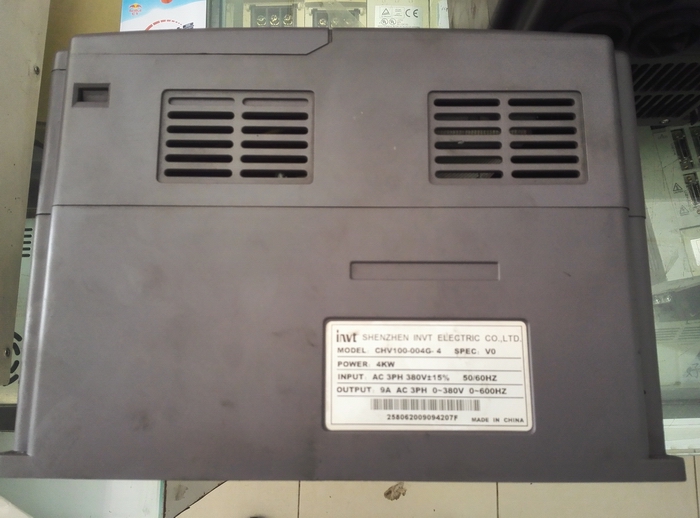 invt SHENZHEN INVT ELECTRIC CO.,LTD.
MODEL: CHV100-004G- 4 SPEC: V0
POWER: 4KW
INPUT: AC 3PH 380V±15% 50/60HZ
OUTPUT: 9A AC 3PH 0~380V 0~600HZ
258062009094207F MADE IN CHINA